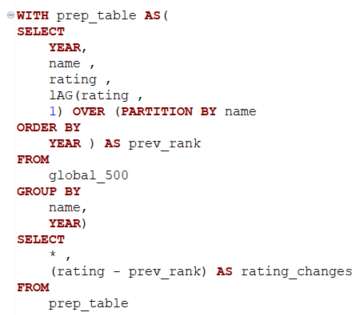 WITH prep_table AS(
SELECT
YEAR,
name ,
rating ,
lAG(rating ,
1) OVER (PARTITION BY name
ORDER BY
YEAR ) AS prev_rank
FROM
global_500
GROUP BY
name,
YEAR)
SELECT
* ,
(rating - prev_rank) AS rating_changes
FROM
prep_table